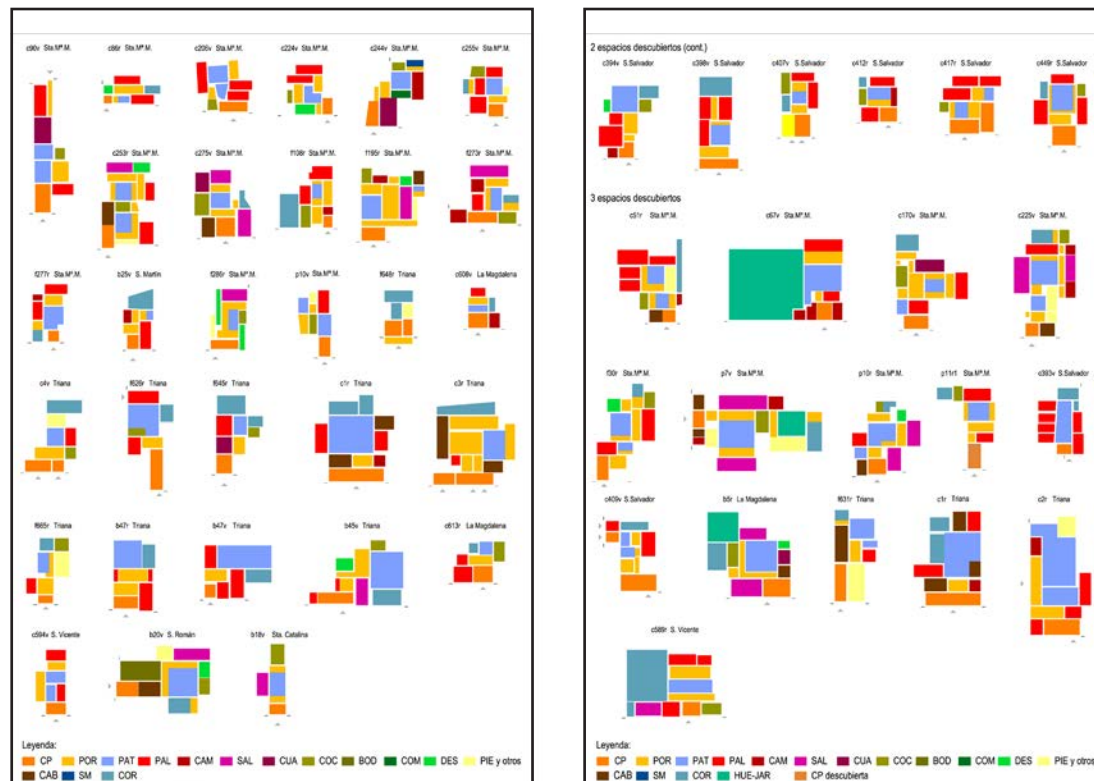 c90v Sta.Mª.M. c86r Sta.Mª.M. c206v Sta.Mª.M. c224v Sta.Mª.M. c244v Sta.Mª.M. c255v Sta.Mª.M.
c253r Sta.Mª.M. c275v Sta.Mª.M. f108r Sta.Mª.M. f195r Sta.Mª.M. f273r Sta.Mª.M.
f277r Sta.Mª.M. b25v S. Martín f286r Sta.Mª.M. p10v Sta.Mª.M. f648r Triana c608v La Magdalena
c4v Triana f626r Triana f645r Triana c1r Triana c3r Triana
f665r Triana b47r Triana b47v Triana b45v Triana c613r La Magdalena
c594v S. Vicente b20v S. Román b18v Sta. Catalina
Leyenda:
CP POR PAT PAL CAM SAL CUA COC BOD COM DES PIE y otros
CAB SM COR
2 espacios descubiertos (cont.)
c394v S.Salvador c398v S.Salvador c407v S.Salvador c412r S.Salvador c417r S.Salvador c449r S.Salvador
3 espacios descubiertos
c51r Sta.Mª.M. c67v Sta.Mª.M. c170v Sta.Mª.M. c225v Sta.Mª.M.
f30r Sta.Mª.M. p7v Sta.Mª.M. p10r Sta.Mª.M. p11r1 Sta.Mª.M. c393v S.Salvador
c409v S.Salvador b5r La Magdalena f631r Triana c1r Triana c2r Triana
c589r S. Vicente
Leyenda:
CP POR PAT PAL CAM SAL CUA COC BOD COM DES PIE y otros
CAB SM COR HUE-JAR CP descubierta